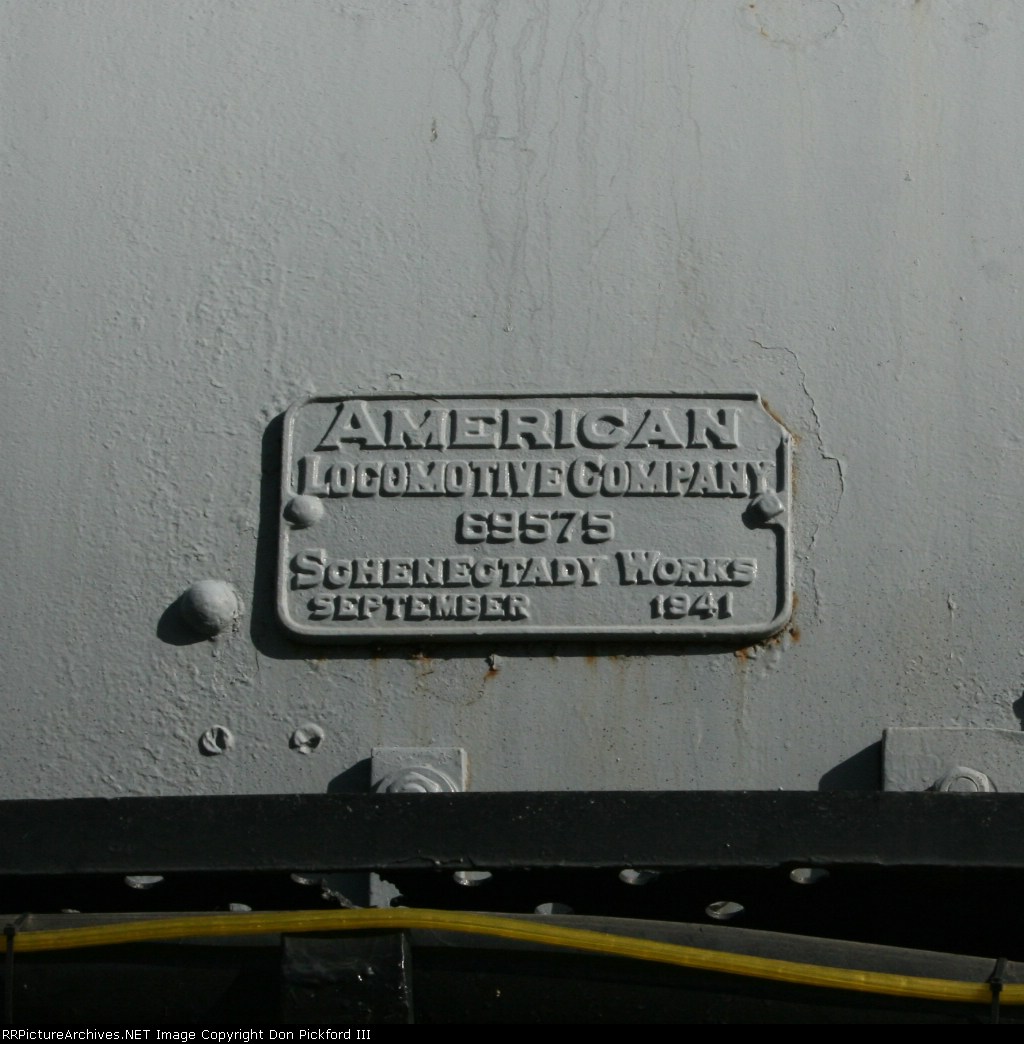 AMERICAN
LOCOMOTIVE COMPANY
69575
SCHENECTADY WORKS
SEPTEMBER 1941
RRPictureArchives.NET Image Copyright Don Pickford III